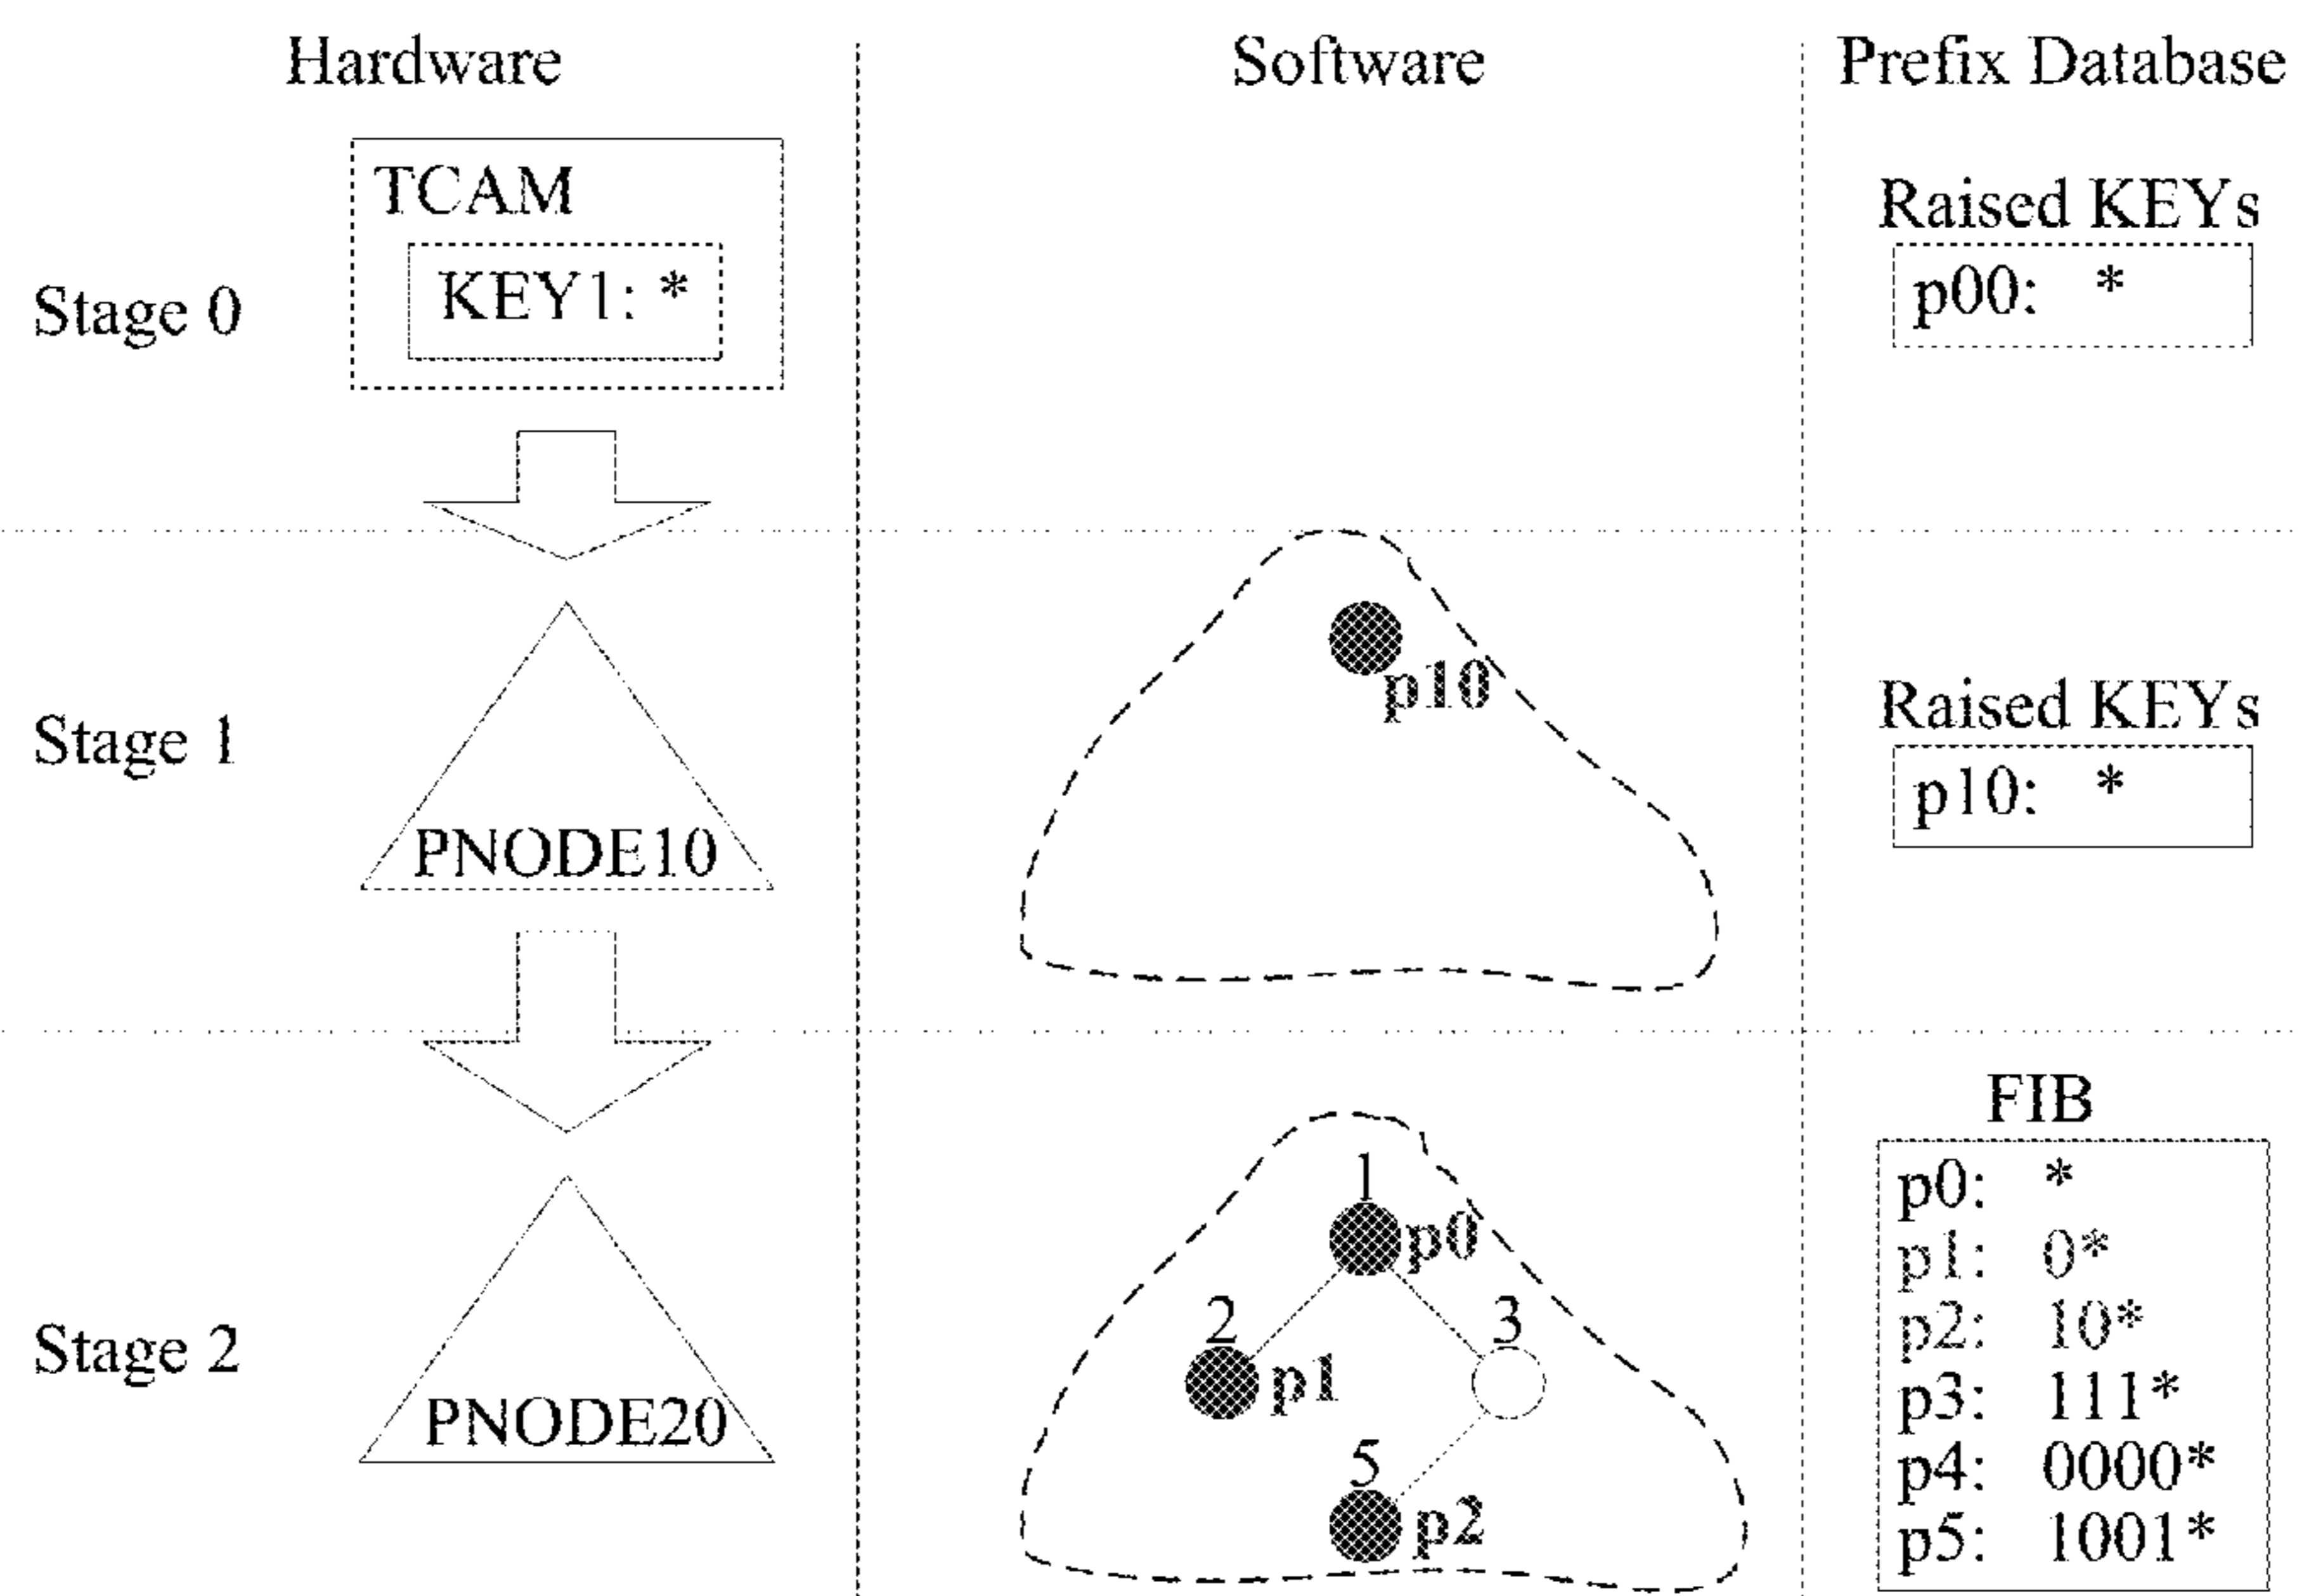 Hardware Software Prefix Database
TCAM
KEY1: *
Stage 0
Raised KEYs
p00: *
Stage 1
PNODE10
p10
Raised KEYs
p10: *
Stage 2
PNODE20
1
p0
2
3
p1
5
p2
FIB
p0: *
p1: 0*
p2: 10*
p3: 111*
p4: 0000*
p5: 1001*